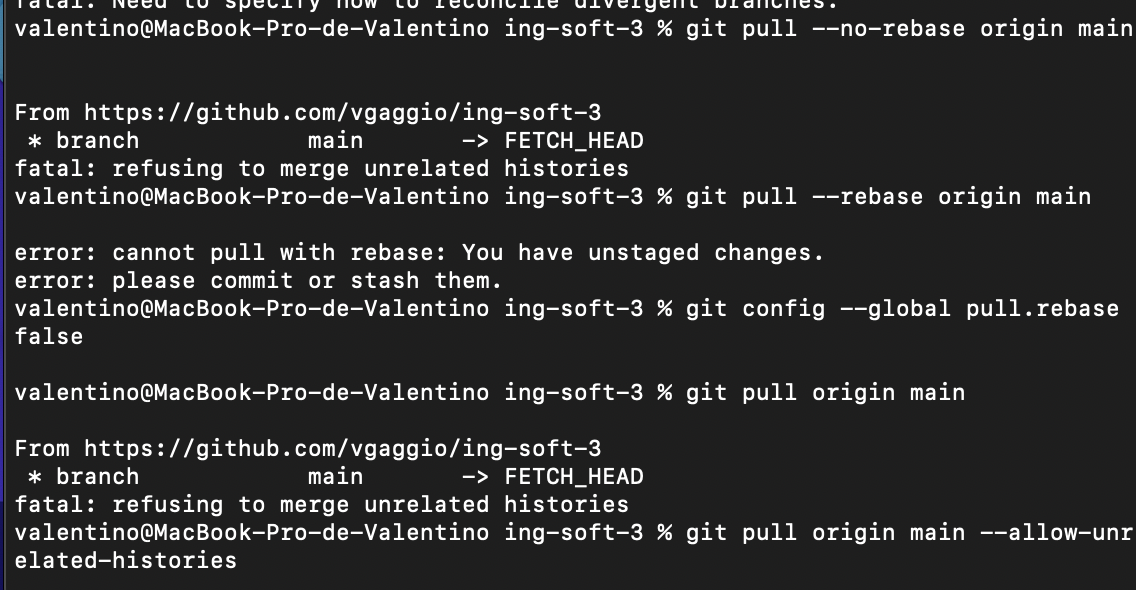 fatal: Need to specify how to reconcile divergent branches.
valentino@MacBook-Pro-de-Valentino ing-soft-3 % git pull --no-rebase origin main
From https://github.com/vgaggio/ing-soft-3
 * branch            main       -> FETCH_HEAD
fatal: refusing to merge unrelated histories
valentino@MacBook-Pro-de-Valentino ing-soft-3 % git pull --rebase origin main
error: cannot pull with rebase: You have unstaged changes.
error: please commit or stash them.
valentino@MacBook-Pro-de-Valentino ing-soft-3 % git config --global pull.rebase
false
valentino@MacBook-Pro-de-Valentino ing-soft-3 % git pull origin main
From https://github.com/vgaggio/ing-soft-3
 * branch            main       -> FETCH_HEAD
fatal: refusing to merge unrelated histories
valentino@MacBook-Pro-de-Valentino ing-soft-3 % git pull origin main --allow-unr
elated-histories